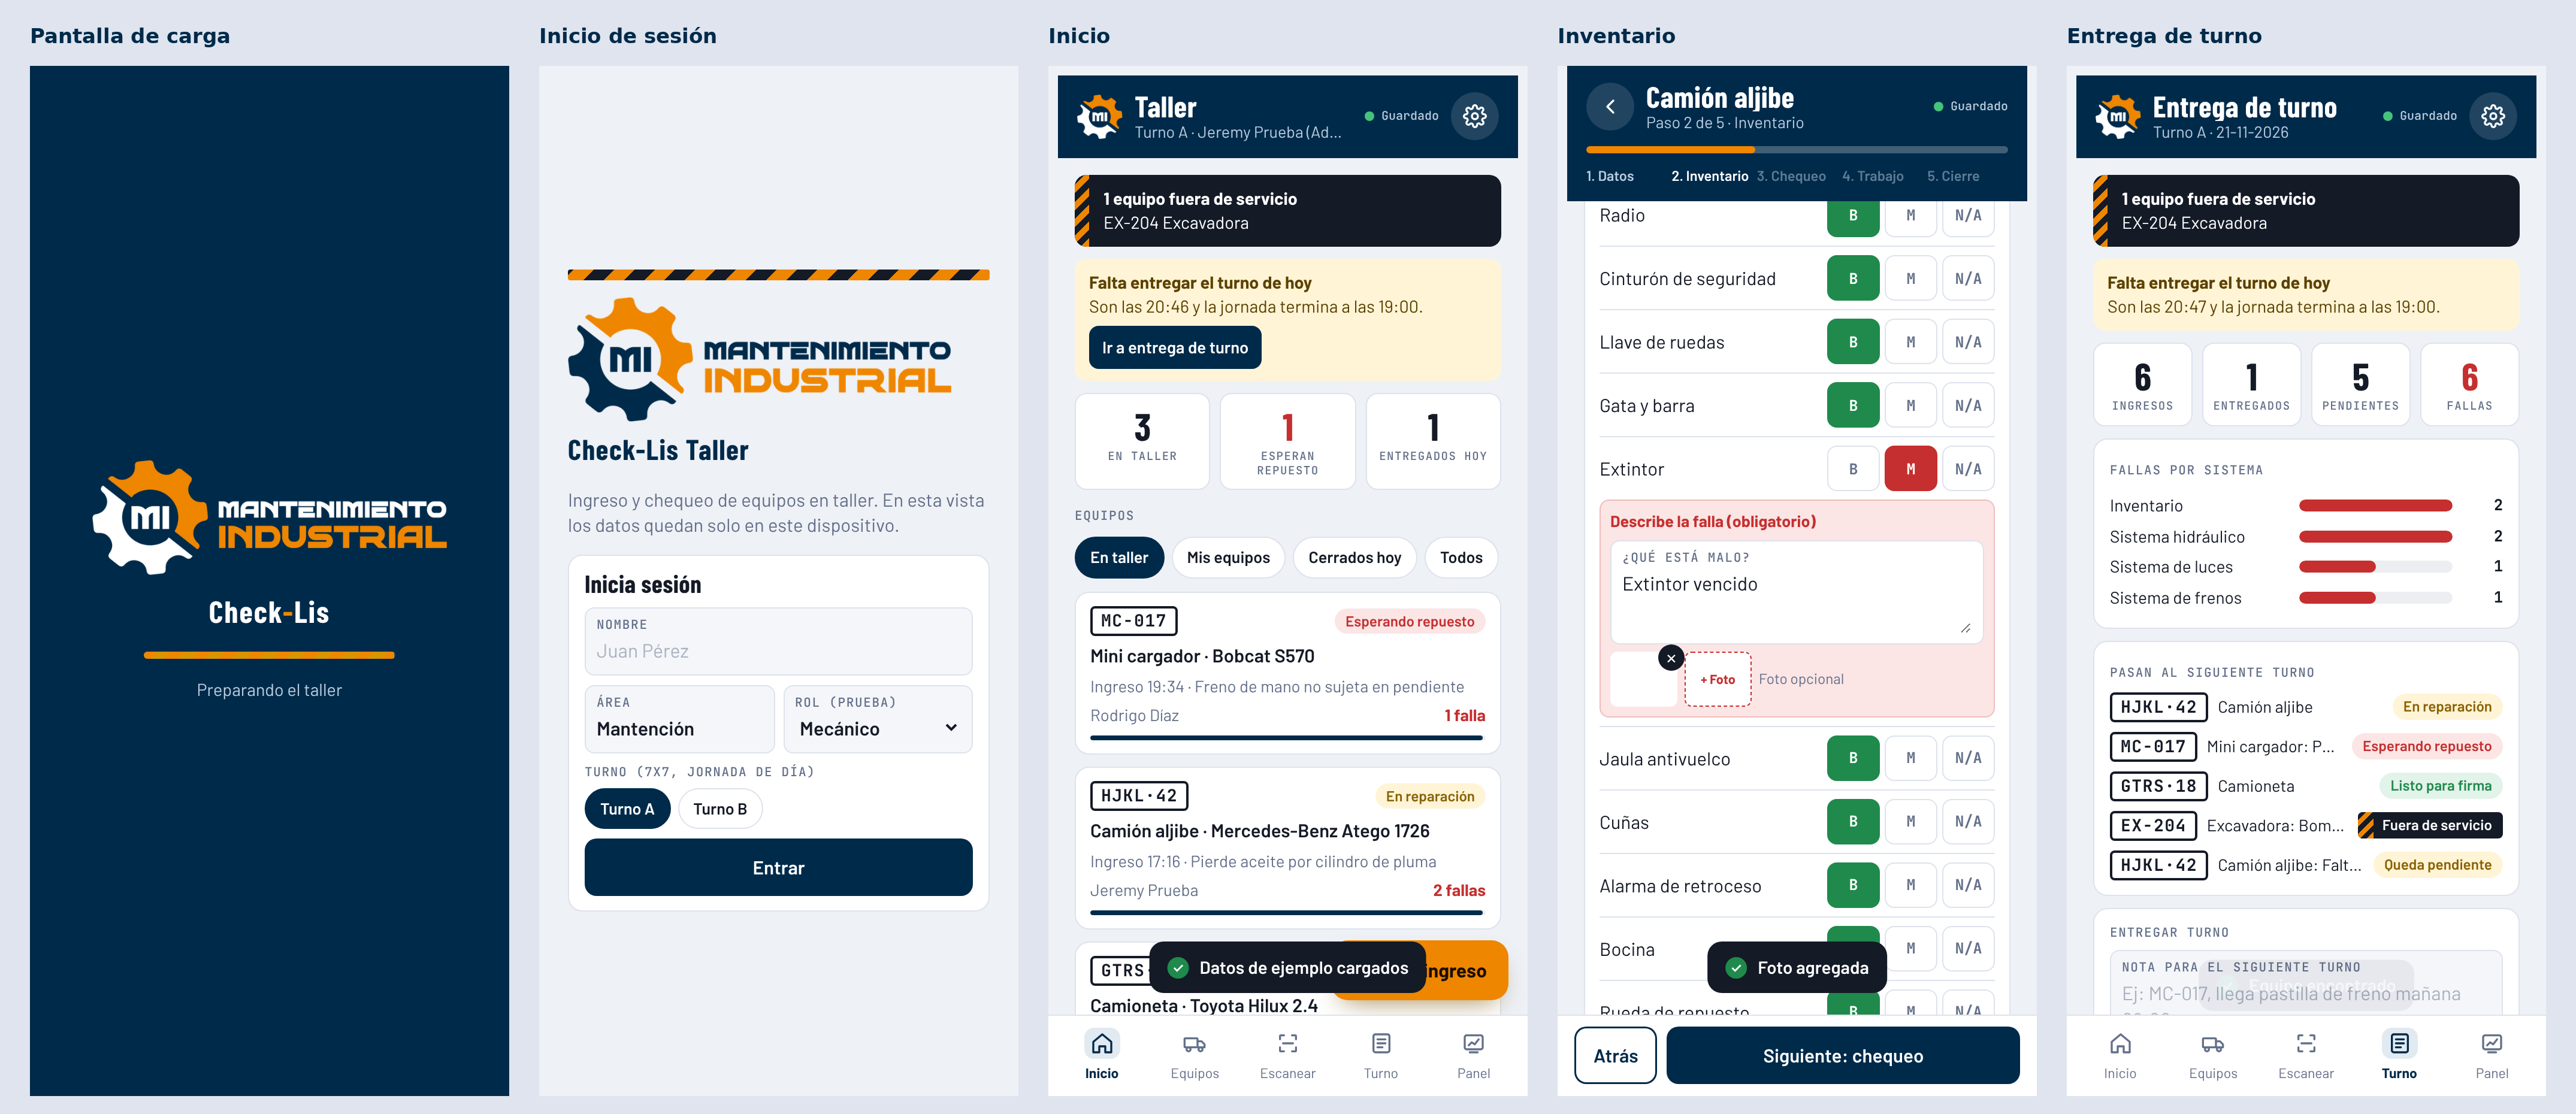 Pantalla de carga
MI
MANTENIMIENTO
INDUSTRIAL
Check-Lis
Preparando el taller
Inicio de sesión
MI
MANTENIMIENTO
INDUSTRIAL
Check-Lis Taller
Ingreso y chequeo de equipos en taller. En esta vista
los datos quedan solo en este dispositivo.
Inicia sesión
NOMBRE
Juan Pérez
ÁREA
Mantención
ROL (PRUEBA)
Mecánico
TURNO (7X7, JORNADA DE DÍA)
Turno A
Turno B
Entrar
Inicio
MI
Taller
Turno A · Jeremy Prueba (Ad...
Guardado
1 equipo fuera de servicio
EX-204 Excavadora
Falta entregar el turno de hoy
Son las 20:46 y la jornada termina a las 19:00.
Ir a entrega de turno
3
EN TALLER
1
ESPERAN
REPUESTO
1
ENTREGADOS HOY
EQUIPOS
En taller
Mis equipos
Cerrados hoy
Todos
MC-017
Esperando repuesto
Mini cargador · Bobcat S570
Ingreso 19:34 · Freno de mano no sujeta en pendiente
Rodrigo Díaz
1 falla
HJKL·42
En reparación
Camión aljibe · Mercedes-Benz Atego 1726
Ingreso 17:16 · Pierde aceite por cilindro de pluma
Jeremy Prueba
2 fallas
GTRS
Datos de ejemplo cargados
ingreso
Camioneta · Toyota Hilux 2.4
Inicio
Equipos
Escanear
Turno
Panel
Inventario
Camión aljibe
Paso 2 de 5 · Inventario
Guardado
1. Datos
2. Inventario
3. Chequeo
4. Trabajo
5. Cierre
Radio B M N/A
Cinturón de seguridad B M N/A
Llave de ruedas B M N/A
Gata y barra B M N/A
Extintor B M N/A
Describe la falla (obligatorio)
¿QUÉ ESTÁ MALO?
Extintor vencido
+ Foto
Foto opcional
Jaula antivuelco B M N/A
Cuñas B M N/A
Alarma de retroceso B M N/A
Bocina M N/A
Foto agregada
Rueda de repuesto B M N/A
Atrás
Siguiente: chequeo
Entrega de turno
MI
Entrega de turno
Turno A · 21-11-2026
Guardado
1 equipo fuera de servicio
EX-204 Excavadora
Falta entregar el turno de hoy
Son las 20:47 y la jornada termina a las 19:00.
6
INGRESOS
1
ENTREGADOS
5
PENDIENTES
6
FALLAS
FALLAS POR SISTEMA
Inventario 2
Sistema hidráulico 2
Sistema de luces 1
Sistema de frenos 1
PASAN AL SIGUIENTE TURNO
HJKL·42 Camión aljibe En reparación
MC-017 Mini cargador: P... Esperando repuesto
GTRS·18 Camioneta Listo para firma
EX-204 Excavadora: Bom... Fuera de servicio
HJKL·42 Camión aljibe: Falt... Queda pendiente
ENTREGAR TURNO
NOTA PARA EL SIGUIENTE TURNO
Ej: MC-017, llega pastilla de freno mañana
Inicio
Equipos
Escanear
Turno
Panel